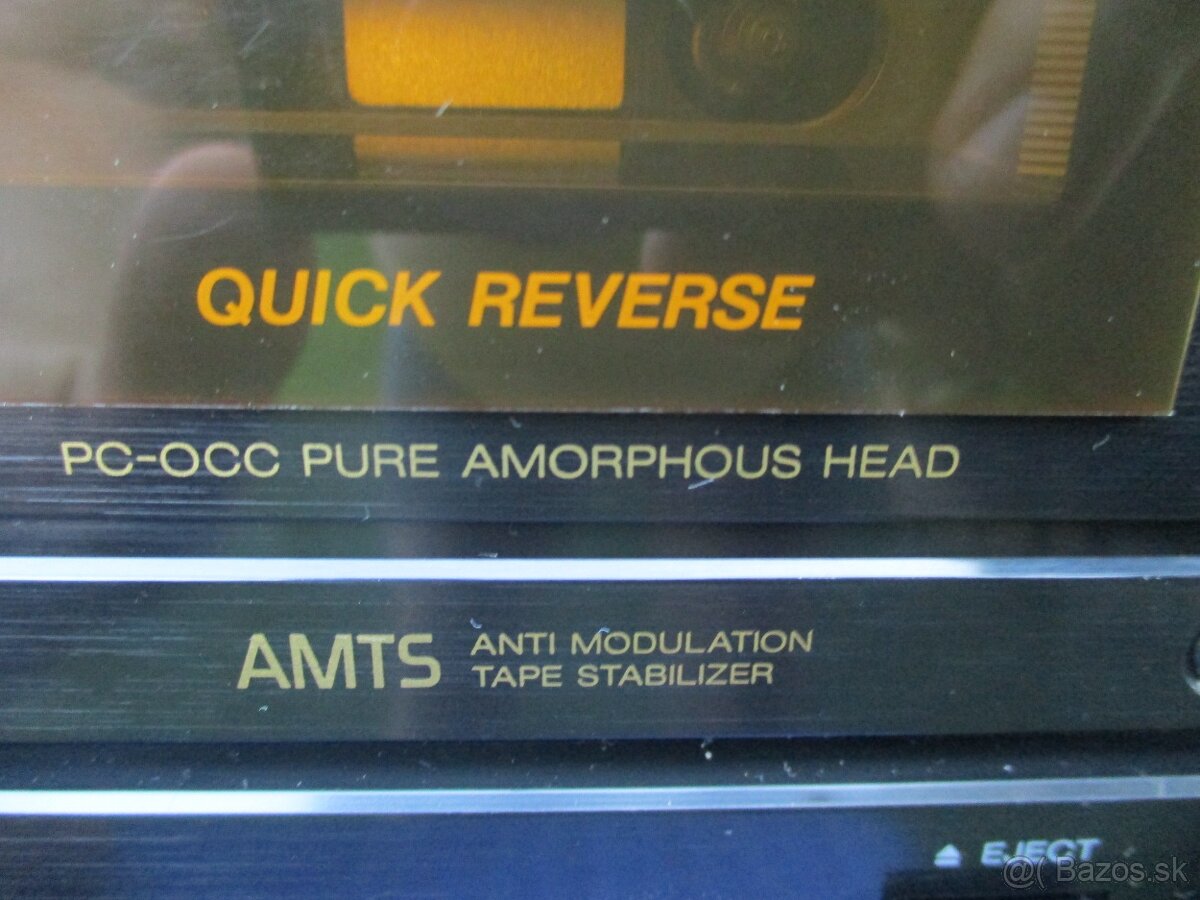 QUICK REVERSE
PC-OCC PURE AMORPHOUS HEAD
AMTS ANTI MODULATION
TAPE STABILIZER
EJECT
@( Bazos.sk